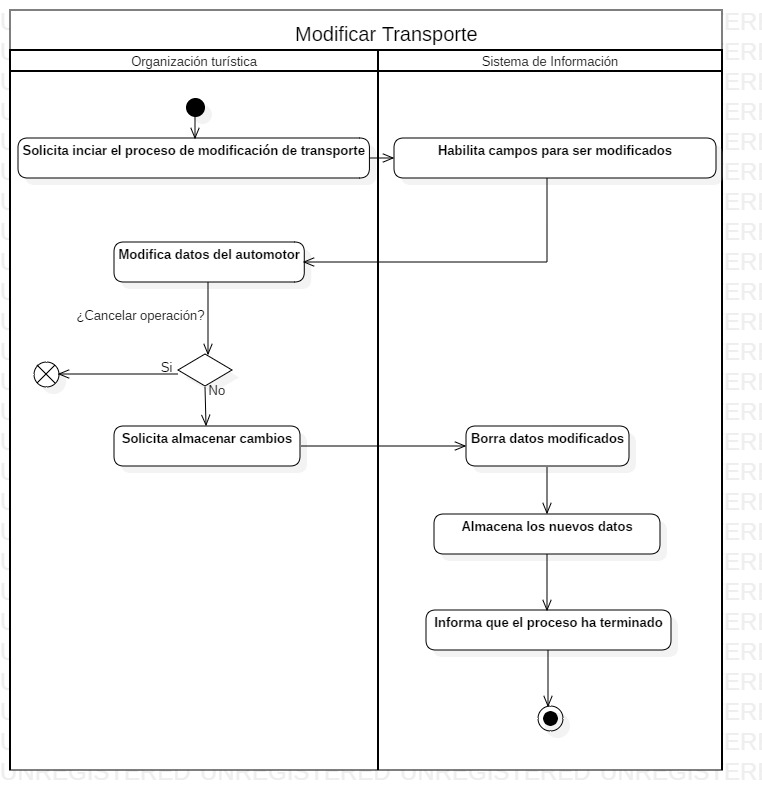 Modificar Transporte
Organización turística
Sistema de Información
Solicita inciar el proceso de modificación de transporte
Habilita campos para ser modificados
Modifica datos del automotor
¿Cancelar operación?
Si
No
Solicita almacenar cambios
Borra datos modificados
Almacena los nuevos datos
Informa que el proceso ha terminado
UNREGISTERED UNREGISTERED UNREGISTERED UNREGISTERI